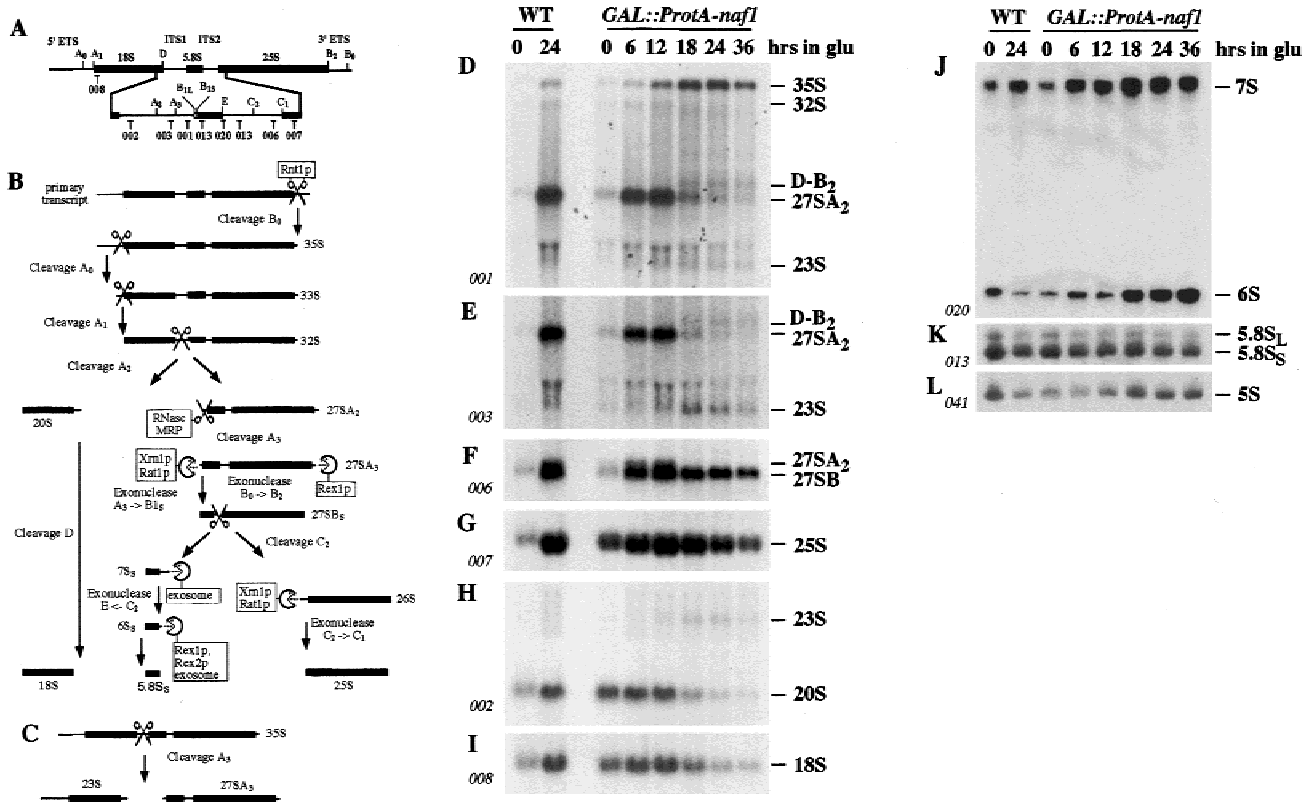 A
5' ETS A₀ A₁ 18S D ITS1 5.8S ITS2 25S 3' ETS B₂ B₀
008
A₂ A₃ B₁L B₁S E C₂ C₁
002 003 001 013 020 013 006 007
B
primary transcript
Rnt1p
Cleavage B₀
35S
Cleavage A₀
33S
Cleavage A₁
32S
Cleavage A₂
20S
RNase MRP
27SA₂
Cleavage A₃
Xrn1p Rat1p
27SA₃
Rex1p
Exonuclease A₃ -> B1s
Exonuclease B₀ -> B₂
27SBs
Cleavage D
Cleavage C₂
7Ss
exosome
Xrn1p Rat1p
26S
Exonuclease E <- C₂
Exonuclease C₂ -> C₁
6Ss
Rex1p, Rex2p exosome
18S
5.8Ss
25S
C
35S
Cleavage A₃
23S
27SA₃
WT GAL::ProtA-naf1
0 24 0 6 12 18 24 36 hrs in glu
D
35S
32S
D-B₂
27SA₂
23S
001
E
D-B₂
27SA₂
23S
003
F
27SA₂
27SB
006
G
25S
007
H
23S
20S
002
I
18S
008
WT GAL::ProtA-naf1
0 24 0 6 12 18 24 36 hrs in glu
J
7S
6S
020
K
5.8S_L
5.8S_S
013
L
5S
041